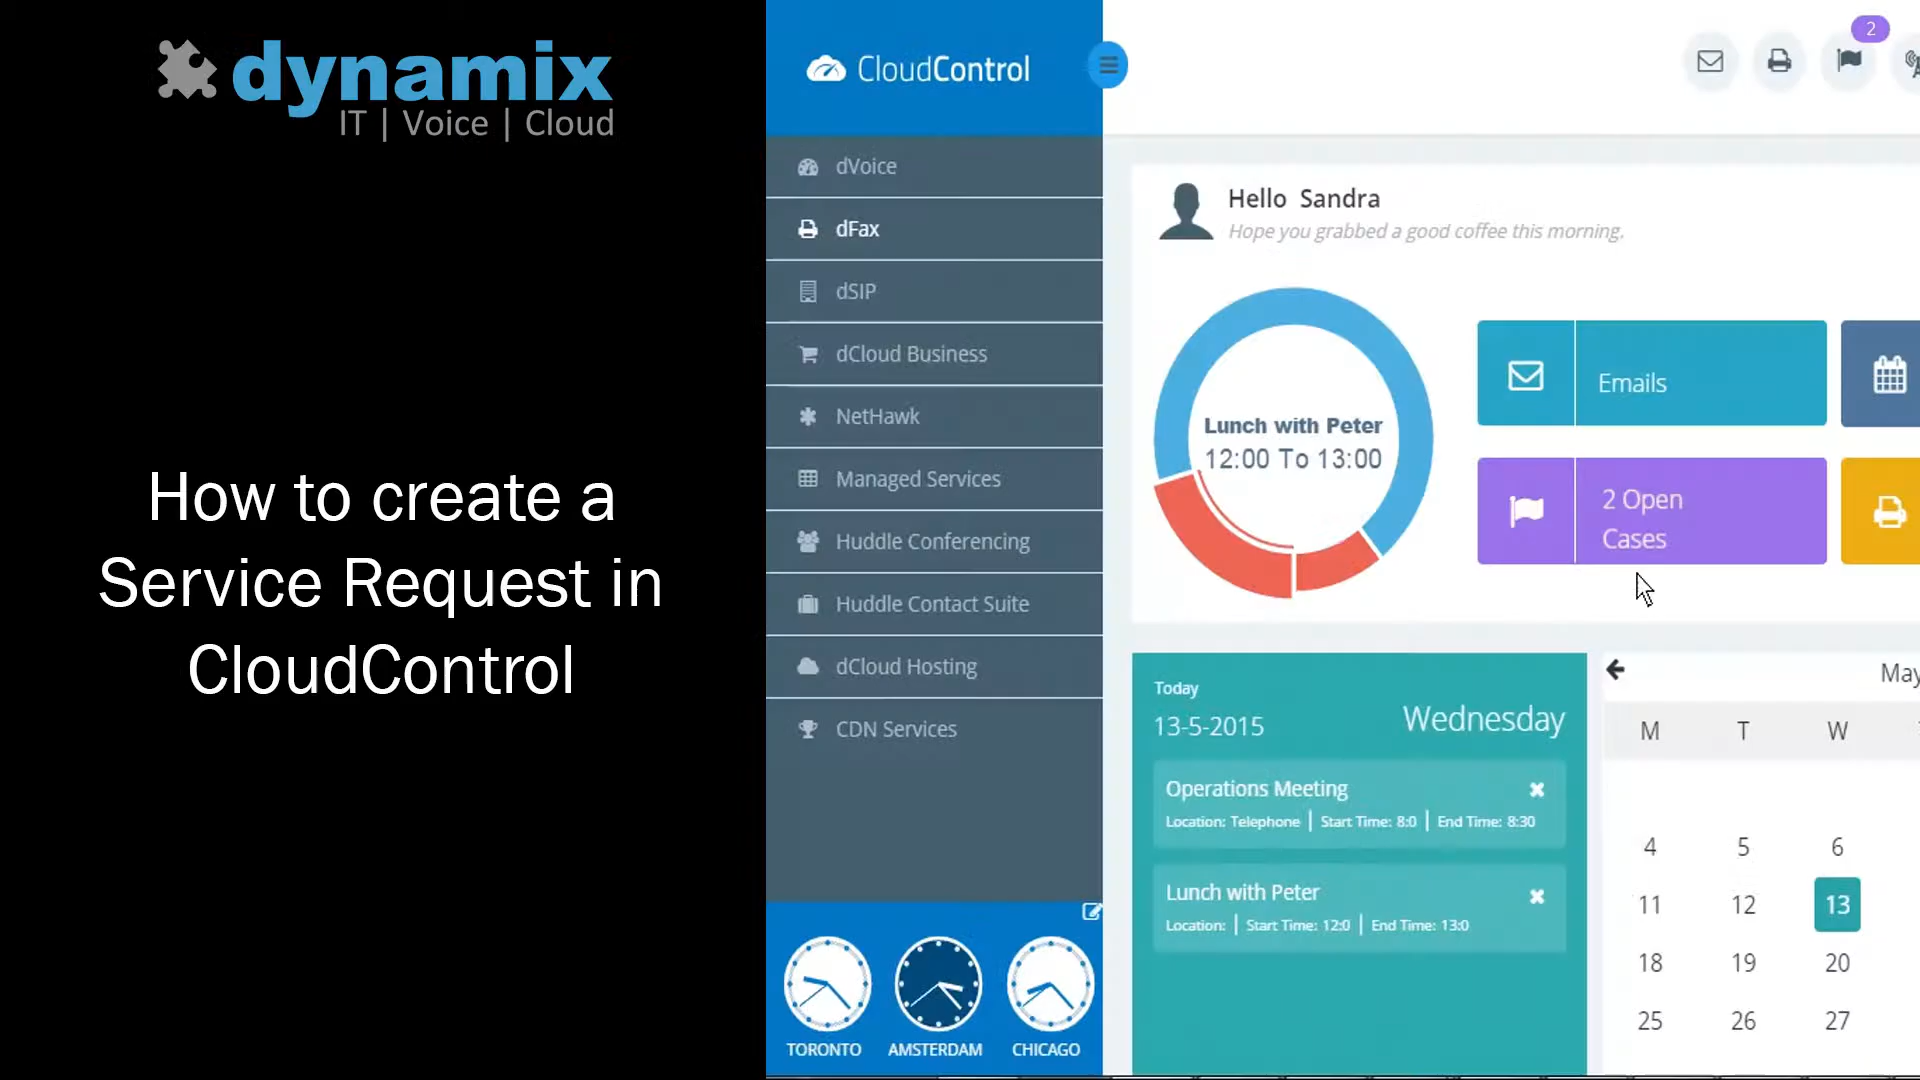 dynamix
IT | Voice | Cloud
How to create a
Service Request in
CloudControl
CloudControl
dVoice
dFax
dSIP
dCloud Business
NetHawk
Managed Services
Huddle Conferencing
Huddle Contact Suite
dCloud Hosting
CDN Services
TORONTO AMSTERDAM CHICAGO
2
Hello Sandra
Hope you grabbed a good coffee this morning.
Lunch with Peter
12:00 To 13:00
Emails
2 Open
Cases
Today
13-5-2015 Wednesday
Operations Meeting
Location: Telephone | Start Time: 8:0 | End Time: 8:30
Lunch with Peter
Location: | Start Time: 12:0 | End Time: 13:0
May
M T W
4 5 6
11 12 13
18 19 20
25 26 27